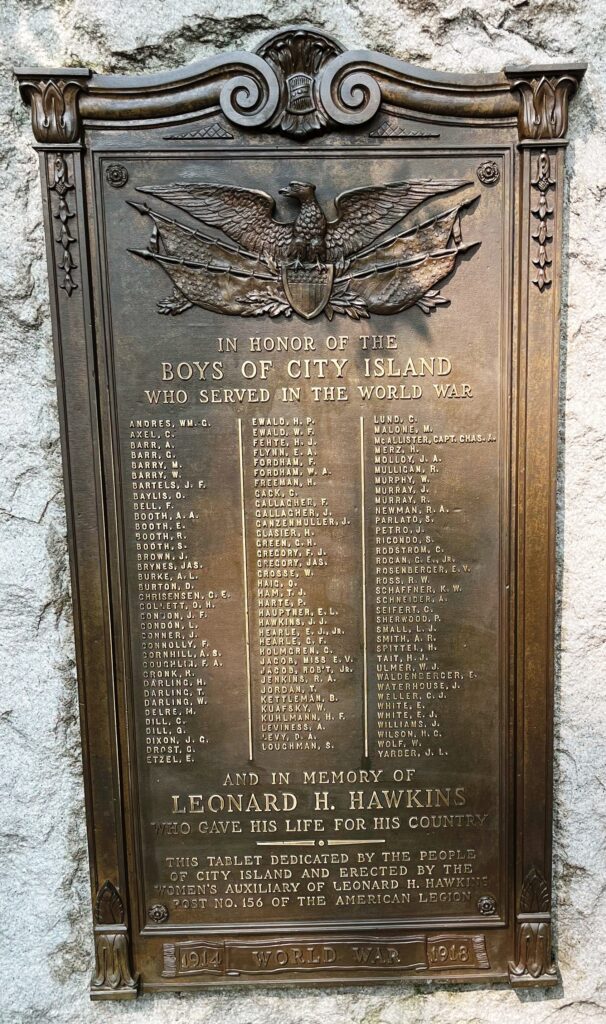 IN HONOR OF THE
BOYS OF CITY ISLAND
WHO SERVED IN THE WORLD WAR
ANDRES, WM. G.
AXEL, C.
BARR, A.
BARR, G.
BARRY, M.
BARRY, W.
BARTELS, J. F.
BAYLIS, O.
BELL, F.
BOOTH, A. A.
BOOTH, E.
BOOTH, R.
BOOTH, S.
BROWN, J.
BRYNES, JAS.
BURKE, A. L.
BURTON, D.
CHRISENSEN, C. E.
COLLETT, O. H.
CONDON, J. F.
CONDON, L.
CONNER, J.
CONNOLLY, F.
CORNHILL, A. S.
COUGHLIN, F. A.
CRONK, H.
DARLING, H.
DARLING, T.
DARLING, W.
DELRE, M.
DILL, C.
DILL, G.
DIXON, J. G.
DROST, G.
ETZEL, E.
EWALD, H. P.
EWALD, W. F.
FEHTE, H. J.
FLYNN, E. A.
FORDHAM, F.
FORDHAM, W. A.
FREEMAN, H.
GACK, C.
GALLAGHER, F.
GALLAGHER, J.
GANZENMULLER, J.
GLASIER, H.
GREEN, C. H.
GREGORY, F. J.
GREGORY, JAS.
GROSSE, W.
HAIG, O.
HAM, T. J.
HARTE, P.
HAUPTNER, E. L.
HAWKINS, J. J.
HEARLE, E. J., JR.
HEARLE, C. F.
HOLMGREN, C.
JACOB, MISS E. V.
JACOB, ROB'T, JR.
JENKINS, R. A.
JORDAN, T.
KETTLEMAN, B.
KUAFSKY, W.
KUHLMANN, H. F.
LEVINESS, A.
LEVY, D. A.
LOUGHMAN, S.
LUND, C.
MALONE, M.
McALLISTER, CAPT. CHAS. A.
MERZ, H.
MOLLOY, J. A.
MULLIGAN, R.
MURPHY, W.
MURRAY, J.
MURRAY, R.
NEWMAN, R. A.
PARLATO, S.
PETRO, J.
RICONDO, S.
RODSTROM, C.
ROGAN, C. E., JR.
ROSENBERGER, E. V.
ROSS, R. W.
SCHAFFNER, K. W.
SCHNEIDER, A.
SEIFERT, C.
SHERWOOD, P.
SMALL, L. J.
SMITH, A. R.
SPITTEL, H.
TAIT, H. J.
ULMER, W. J.
WALDENBERGER, E.
WATERHOUSE, J.
WELLER, C. J.
WHITE, E.
WHITE, E. J.
WILLIAMS, J.
WILSON, H. C.
WOLF, W.
YARBER, J. L.
AND IN MEMORY OF
LEONARD H. HAWKINS
WHO GAVE HIS LIFE FOR HIS COUNTRY
THIS TABLET DEDICATED BY THE PEOPLE
OF CITY ISLAND AND ERECTED BY THE
WOMEN'S AUXILIARY OF LEONARD H. HAWKINS
POST NO. 156 OF THE AMERICAN LEGION
1914 WORLD WAR 1918